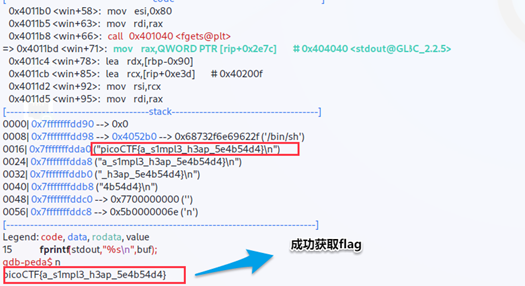 [----------------------------------code-----------------------------------]
0x4011b0 <win+58>: mov esi,0x80
0x4011b5 <win+63>: mov rdi,rax
0x4011b8 <win+66>: call 0x401040 <fgets@plt>
=> 0x4011bd <win+71>: mov rax,QWORD PTR [rip+0x2e7c] # 0x404040 <stdout@GLIBC_2.2.5>
0x4011c4 <win+78>: lea rdx,[rbp-0x90]
0x4011cb <win+85>: lea rcx,[rip+0xe3d] # 0x40200f
0x4011d2 <win+92>: mov rsi,rcx
0x4011d5 <win+95>: mov rdi,rax
[------------------------------------stack-------------------------------------]
0000| 0x7fffffffdd90 --> 0x0
0008| 0x7fffffffdd98 --> 0x4052b0 --> 0x68732f6e69622f ('/bin/sh')
0016| 0x7fffffffdda0 ("picoCTF{a_s1mpl3_h3ap_5e4b54d4}\n")
0024| 0x7fffffffdda8 ("a_s1mpl3_h3ap_5e4b54d4}\n")
0032| 0x7fffffffddb0 ("_h3ap_5e4b54d4}\n")
0040| 0x7fffffffddb8 ("4b54d4}\n")
0048| 0x7fffffffddc0 --> 0x7700000000 ('')
0056| 0x7fffffffddc8 --> 0x5b0000006e ('n')
[------------------------------------------------------------------------------]
Legend: code, data, rodata, value
15 fprintf(stdout,"%s\n",buf);
gdb-peda$ n
picoCTF{a_s1mpl3_h3ap_5e4b54d4}
成功获取flag